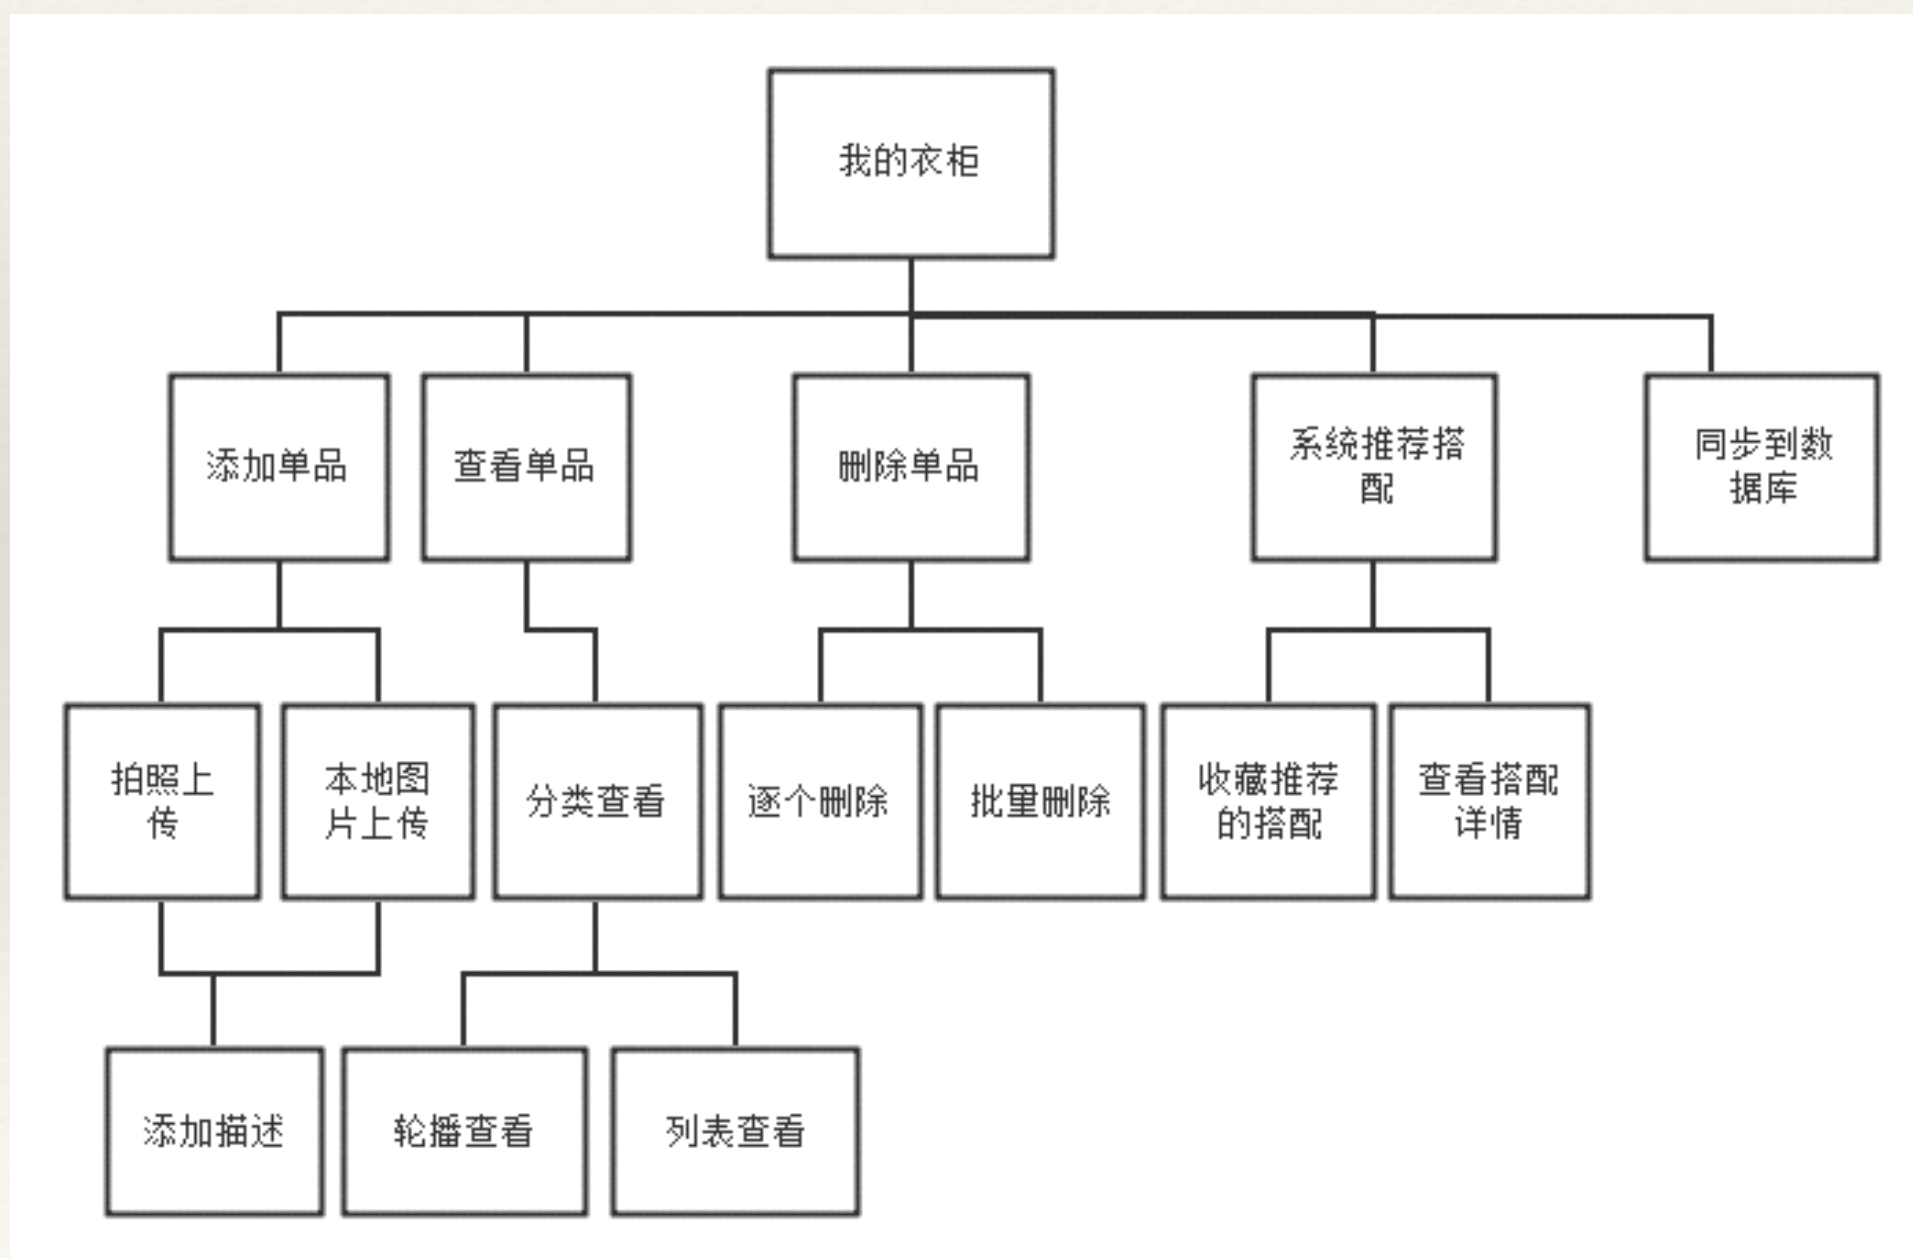 我的衣柜
添加单品
查看单品
删除单品
系统推荐搭
配
同步到数
据库
拍照上
传
本地图
片上传
分类查看
逐个删除
批量删除
收藏推荐
的搭配
查看搭配
详情
添加描述
轮播查看
列表查看